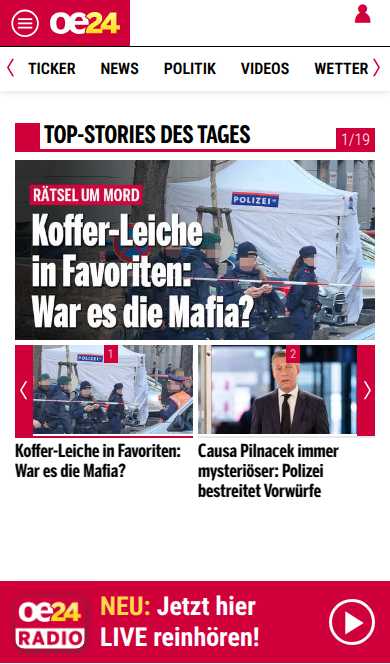 oe24
TICKER NEWS POLITIK VIDEOS WETTER
TOP-STORIES DES TAGES
1/19
POLIZEI
RÄTSEL UM MORD
Koffer-Leiche
in Favoriten:
War es die Mafia?
POLIZEI
1
2
Koffer-Leiche in Favoriten:
War es die Mafia?
Causa Pilnacek immer
mysteriöser: Polizei
bestreitet Vorwürfe
oe24
RADIO
NEU: Jetzt hier
LIVE reinhören!